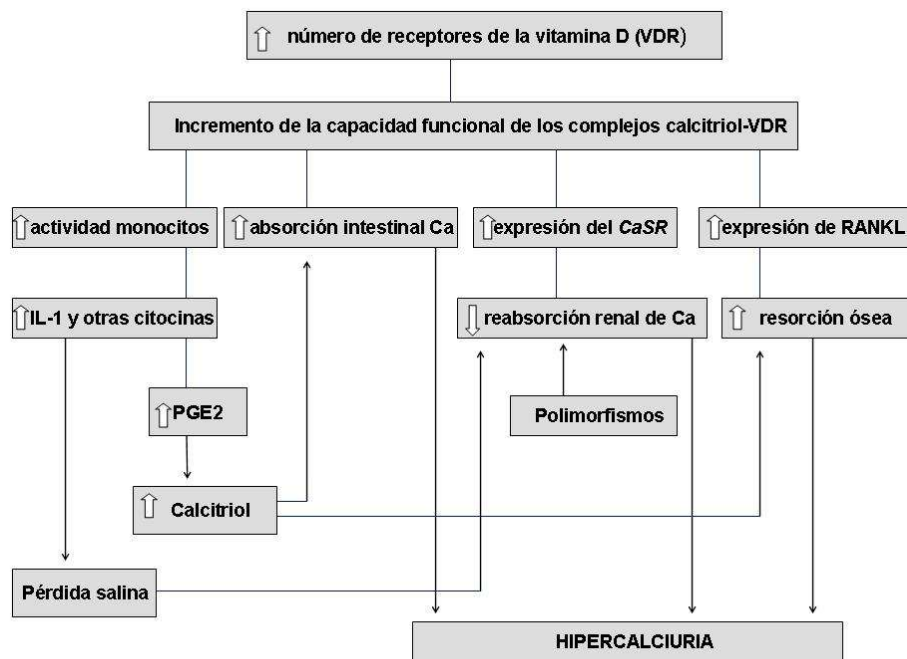 ⇧ número de receptores de la vitamina D (VDR)
Incremento de la capacidad funcional de los complejos calcitriol-VDR
⇧ actividad monocitos
⇧ absorción intestinal Ca
⇧ expresión del CaSR
⇧ expresión de RANKL
⇧ IL-1 y otras citocinas
⇩ reabsorción renal de Ca
⇧ resorción ósea
⇧ PGE2
Polimorfismos
⇧ Calcitriol
Pérdida salina
HIPERCALCIURIA